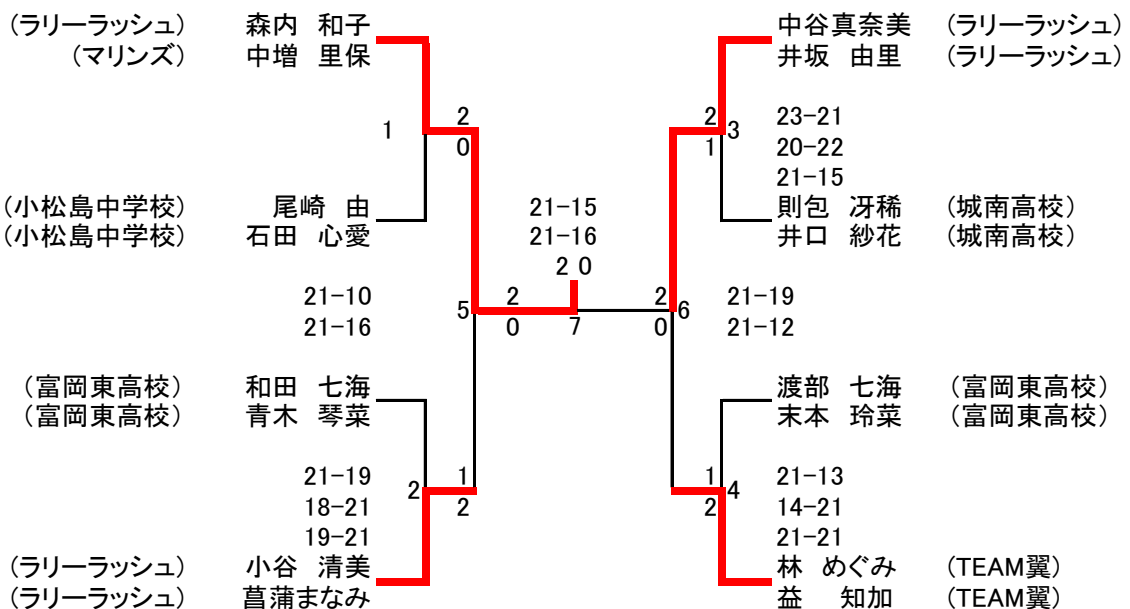 (ラリーラッシュ) 森内 和子 中谷真奈美 (ラリーラッシュ)
(マリンズ) 中増 里保 井坂 由里 (ラリーラッシュ)
2 2 23-21
1 3
0 1 20-22
21-15
(小松島中学校) 尾崎 由 21-15 則包 冴稀 (城南高校)
(小松島中学校) 石田 心愛 21-16 井口 紗花 (城南高校)
2 0
21-10 2 2 21-19
5 6
21-16 0 7 0 21-12
(富岡東高校) 和田 七海 渡部 七海 (富岡東高校)
(富岡東高校) 青木 琴菜 末本 玲菜 (富岡東高校)
21-19 1 1 21-13
2 4
18-21 2 2 14-21
19-21 21-21
(ラリーラッシュ) 小谷 清美 林 めぐみ (TEAM翼)
(ラリーラッシュ) 菖蒲まなみ 益 知加 (TEAM翼)